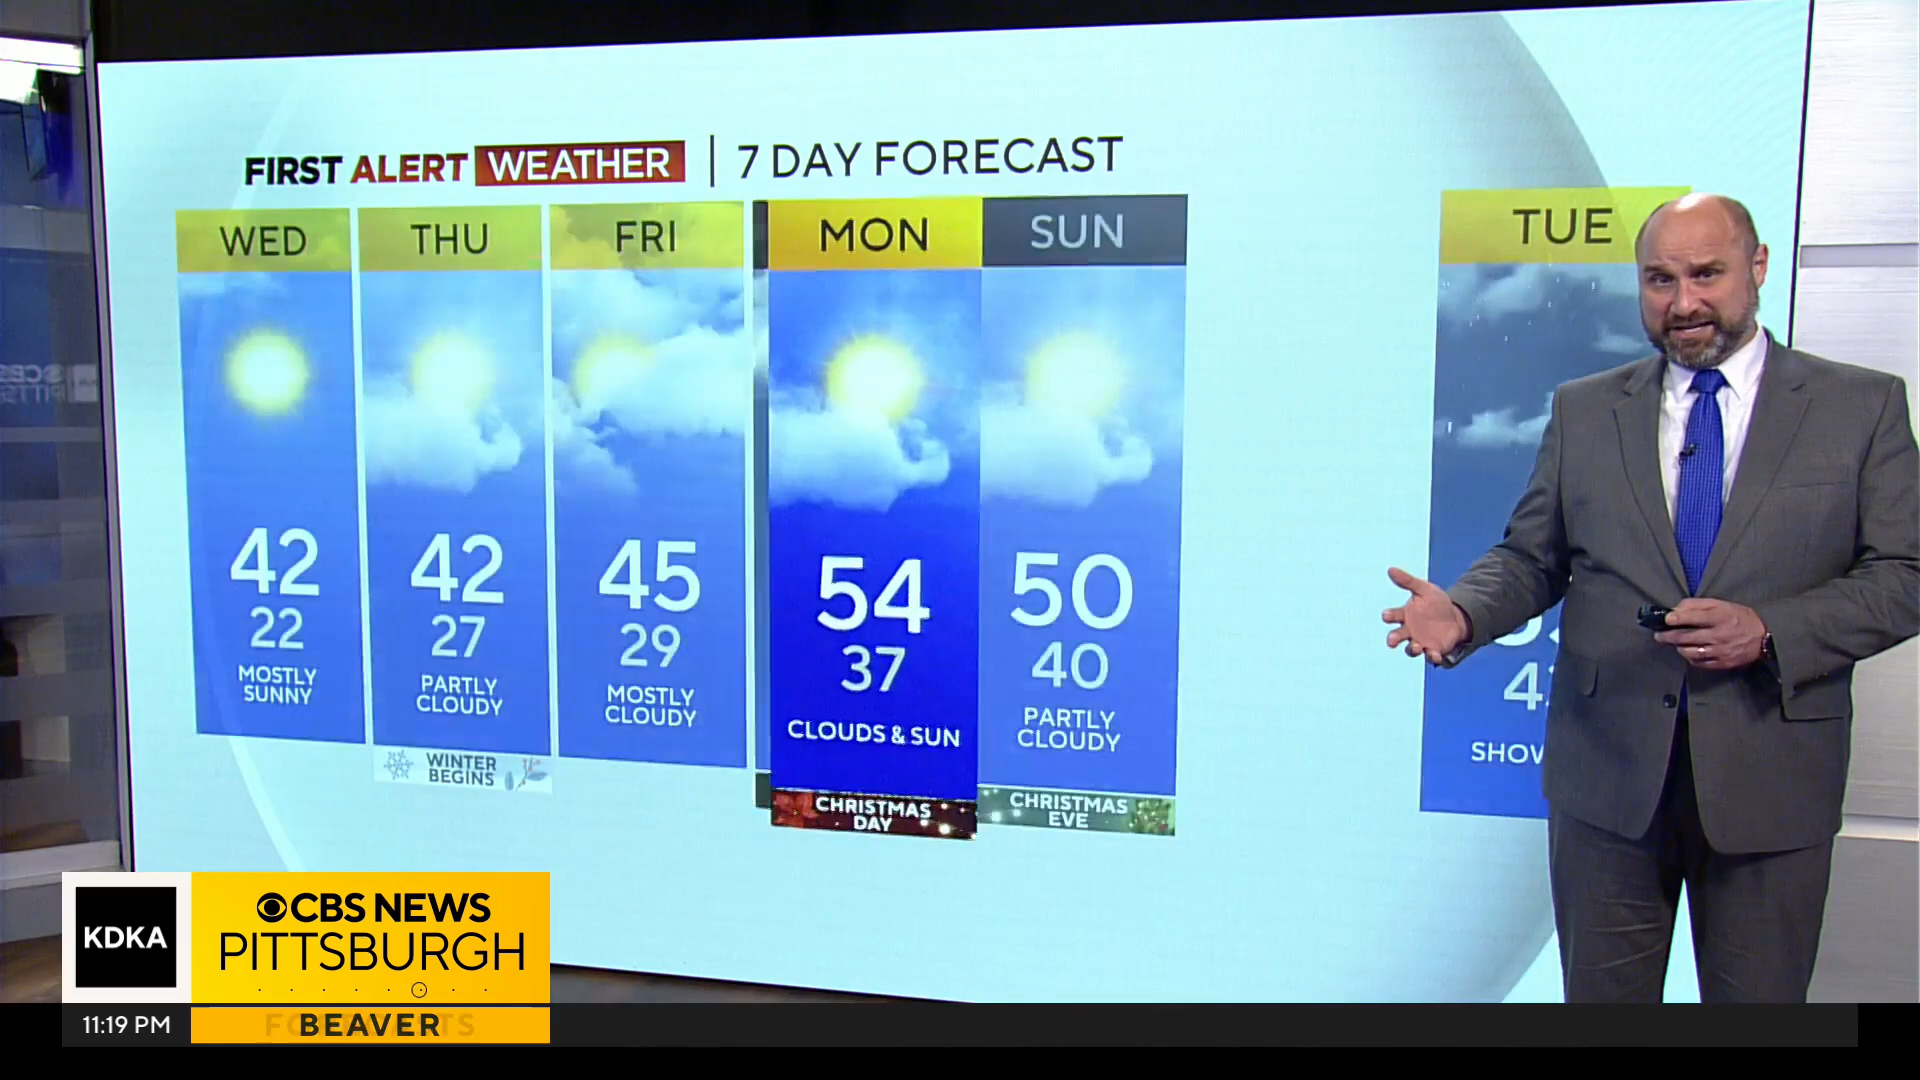 FIRST ALERT WEATHER | 7 DAY FORECAST
WED
42
22
MOSTLY
SUNNY
THU
42
27
PARTLY
CLOUDY
WINTER
BEGINS
FRI
45
29
MOSTLY
CLOUDY
MON
54
37
CLOUDS & SUN
CHRISTMAS
DAY
SUN
50
40
PARTLY
CLOUDY
CHRISTMAS
EVE
TUE
SHOW
KDKA
CBS NEWS
PITTSBURGH
11:19 PM
BEAVER